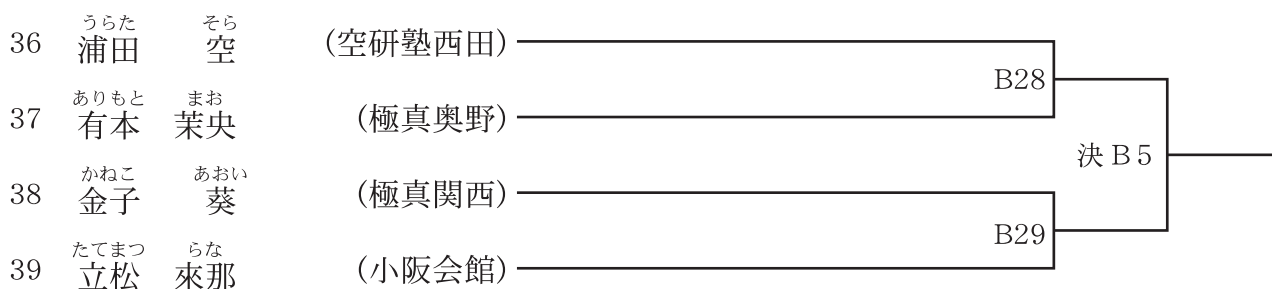 うらた そら
36 浦田 空 (空研塾西田)
B28
ありもと まお
37 有本 茉央 (極真奥野)
決 B 5
かねこ あおい
38 金子 葵 (極真関西)
B29
たてまつ らな
39 立松 來那 (小阪会館)